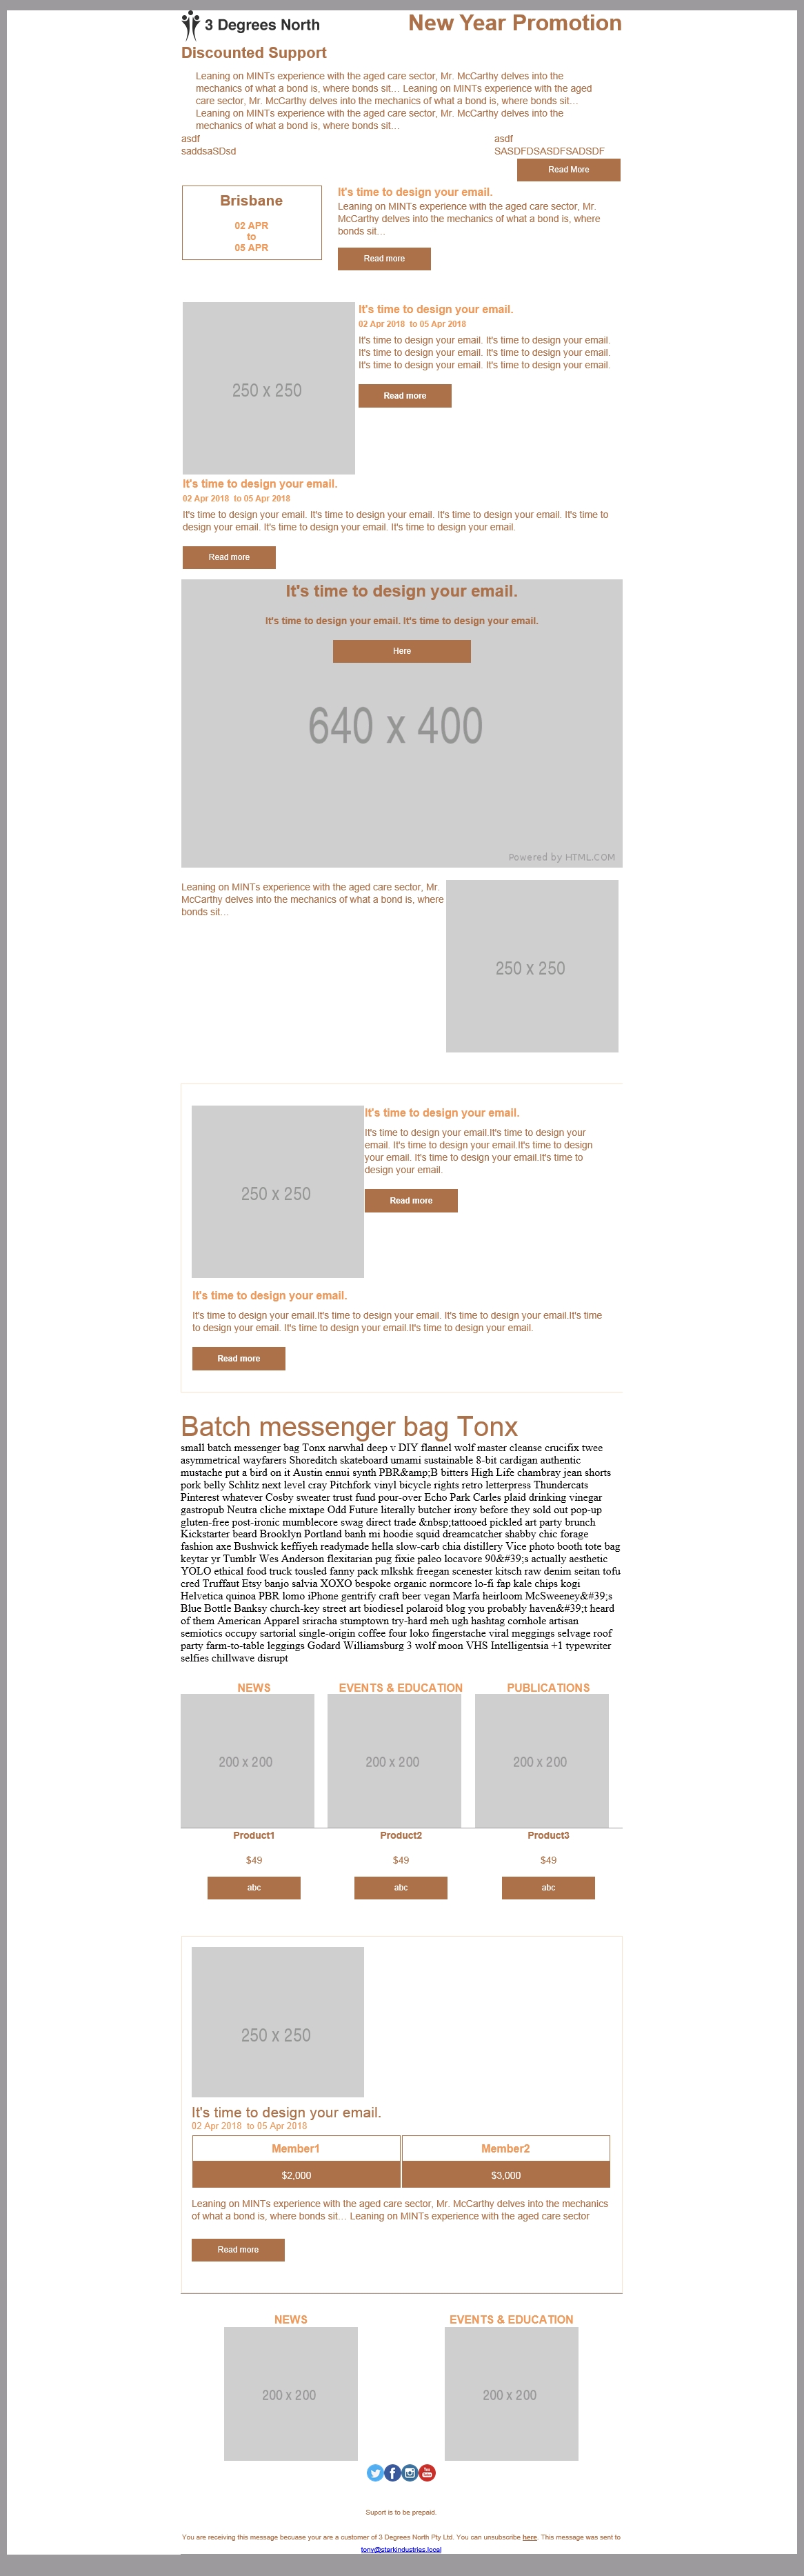 3 Degrees North
New Year Promotion
Discounted Support
Leaning on MINTs experience with the aged care sector, Mr. McCarthy delves into the
mechanics of what a bond is, where bonds sit… Leaning on MINTs experience with the aged
care sector, Mr. McCarthy delves into the mechanics of what a bond is, where bonds sit…
Leaning on MINTs experience with the aged care sector, Mr. McCarthy delves into the
mechanics of what a bond is, where bonds sit…
asdf
saddsaSDsd
asdf
SASDFDSASDFSADSDF
Read More
Brisbane
02 APR
to
05 APR
It's time to design your email.
Leaning on MINTs experience with the aged care sector, Mr.
McCarthy delves into the mechanics of what a bond is, where
bonds sit…
Read more
250 x 250
It's time to design your email.
02 Apr 2018 to 05 Apr 2018
It's time to design your email. It's time to design your email.
It's time to design your email. It's time to design your email.
It's time to design your email. It's time to design your email.
Read more
It's time to design your email.
02 Apr 2018 to 05 Apr 2018
It's time to design your email. It's time to design your email. It's time to design your email. It's time to
design your email. It's time to design your email. It's time to design your email.
Read more
It's time to design your email.
It's time to design your email. It's time to design your email.
Here
640 x 400
Powered by HTML.COM
Leaning on MINTs experience with the aged care sector, Mr.
McCarthy delves into the mechanics of what a bond is, where
bonds sit…
250 x 250
250 x 250
It's time to design your email.
It's time to design your email.It's time to design your
email. It's time to design your email.It's time to design
your email. It's time to design your email.It's time to
design your email.
Read more
It's time to design your email.
It's time to design your email.It's time to design your email. It's time to design your email.It's time
to design your email. It's time to design your email.It's time to design your email.
Read more
Batch messenger bag Tonx
small batch messenger bag Tonx narwhal deep v DIY flannel wolf master cleanse crucifix twee
asymmetrical wayfarers Shoreditch skateboard umami sustainable 8-bit cardigan authentic
mustache put a bird on it Austin ennui synth PBR&amp;B bitters High Life chambray jean shorts
pork belly Schlitz next level cray Pitchfork vinyl bicycle rights retro letterpress Thundercats
Pinterest whatever Cosby sweater trust fund pour-over Echo Park Carles plaid drinking vinegar
gastropub Neutra cliche mixtape Odd Future literally butcher irony before they sold out pop-up
gluten-free post-ironic mumblecore swag direct trade &nbsp;tattooed pickled art party brunch
Kickstarter beard Brooklyn Portland banh mi hoodie squid dreamcatcher shabby chic forage
fashion axe Bushwick keffiyeh readymade hella slow-carb chia distillery Vice photo booth tote bag
keytar yr Tumblr Wes Anderson flexitarian pug fixie paleo locavore 90&#39;s actually aesthetic
YOLO ethical food truck tousled fanny pack mlkshk freegan scenester kitsch raw denim seitan tofu
cred Truffaut Etsy banjo salvia XOXO bespoke organic normcore lo-fi fap kale chips kogi
Helvetica quinoa PBR lomo iPhone gentrify craft beer vegan Marfa heirloom McSweeney&#39;s
Blue Bottle Banksy church-key street art biodiesel polaroid blog you probably haven&#39;t heard
of them American Apparel sriracha stumptown try-hard meh ugh hashtag cornhole artisan
semiotics occupy sartorial single-origin coffee four loko fingerstache viral meggings selvage roof
party farm-to-table leggings Godard Williamsburg 3 wolf moon VHS Intelligentsia +1 typewriter
selfies chillwave disrupt
NEWS
EVENTS & EDUCATION
PUBLICATIONS
200 x 200
200 x 200
200 x 200
Product1
Product2
Product3
$49
$49
$49
abc
abc
abc
250 x 250
It's time to design your email.
02 Apr 2018 to 05 Apr 2018
Member1
Member2
$2,000
$3,000
Leaning on MINTs experience with the aged care sector, Mr. McCarthy delves into the mechanics
of what a bond is, where bonds sit… Leaning on MINTs experience with the aged care sector
Read more
NEWS
EVENTS & EDUCATION
200 x 200
200 x 200
You
Tube
Suport is to be prepaid.
You are receiving this message becuase your are a customer of 3 Degrees North Pty Ltd. You can unsubscribe here. This message was sent to
tony@starkindustries.local